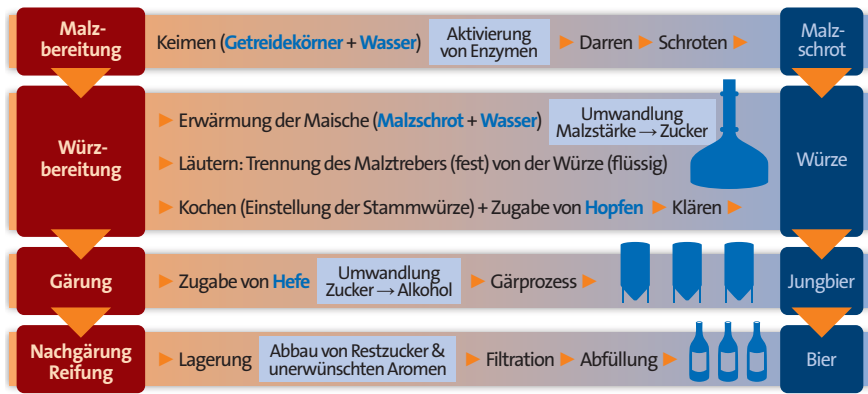 Malz-
bereitung
Keimen (Getreidekörner + Wasser)
Aktivierung
von Enzymen
Darren
Schroten
Malz-
schrot
Würz-
bereitung
Erwärmung der Maische (Malzschrot + Wasser)
Umwandlung
Malzstärke → Zucker
Läutern: Trennung des Malztrebers (fest) von der Würze (flüssig)
Kochen (Einstellung der Stammwürze) + Zugabe von Hopfen
Klären
Würze
Gärung
Zugabe von Hefe
Umwandlung
Zucker → Alkohol
Gärprozess
Jungbier
Nachgärung
Reifung
Lagerung
Abbau von Restzucker &
unerwünschten Aromen
Filtration
Abfüllung
Bier